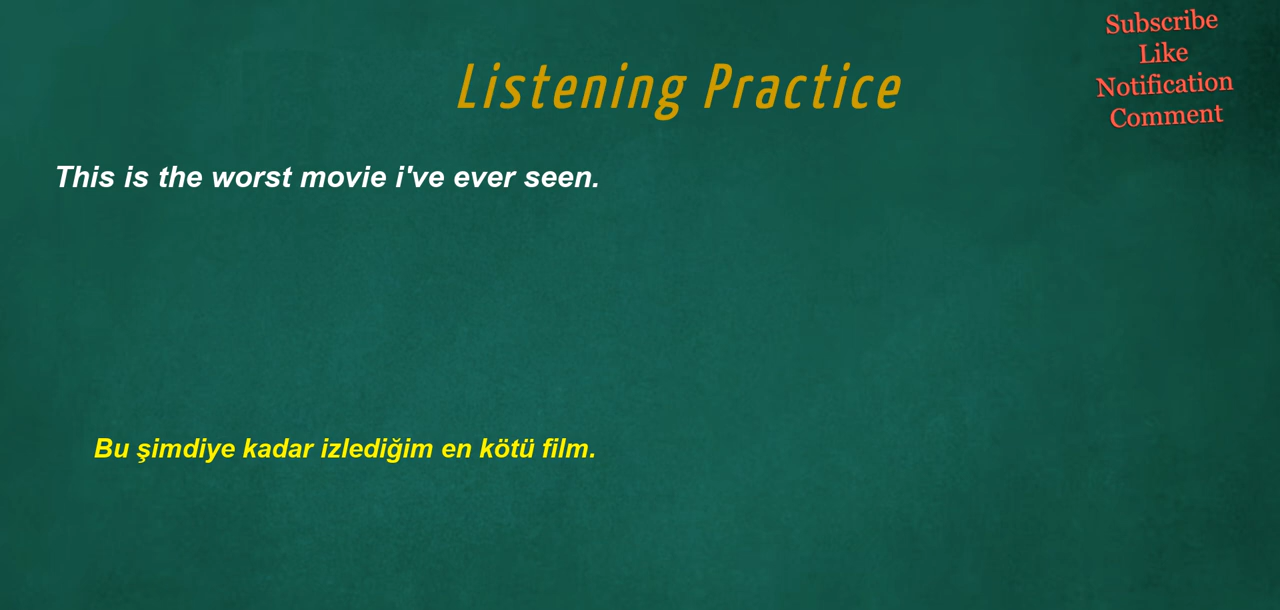 Subscribe
Like
Notification
Comment
Listening Practice
This is the worst movie i've ever seen.
Bu şimdiye kadar izlediğim en kötü film.